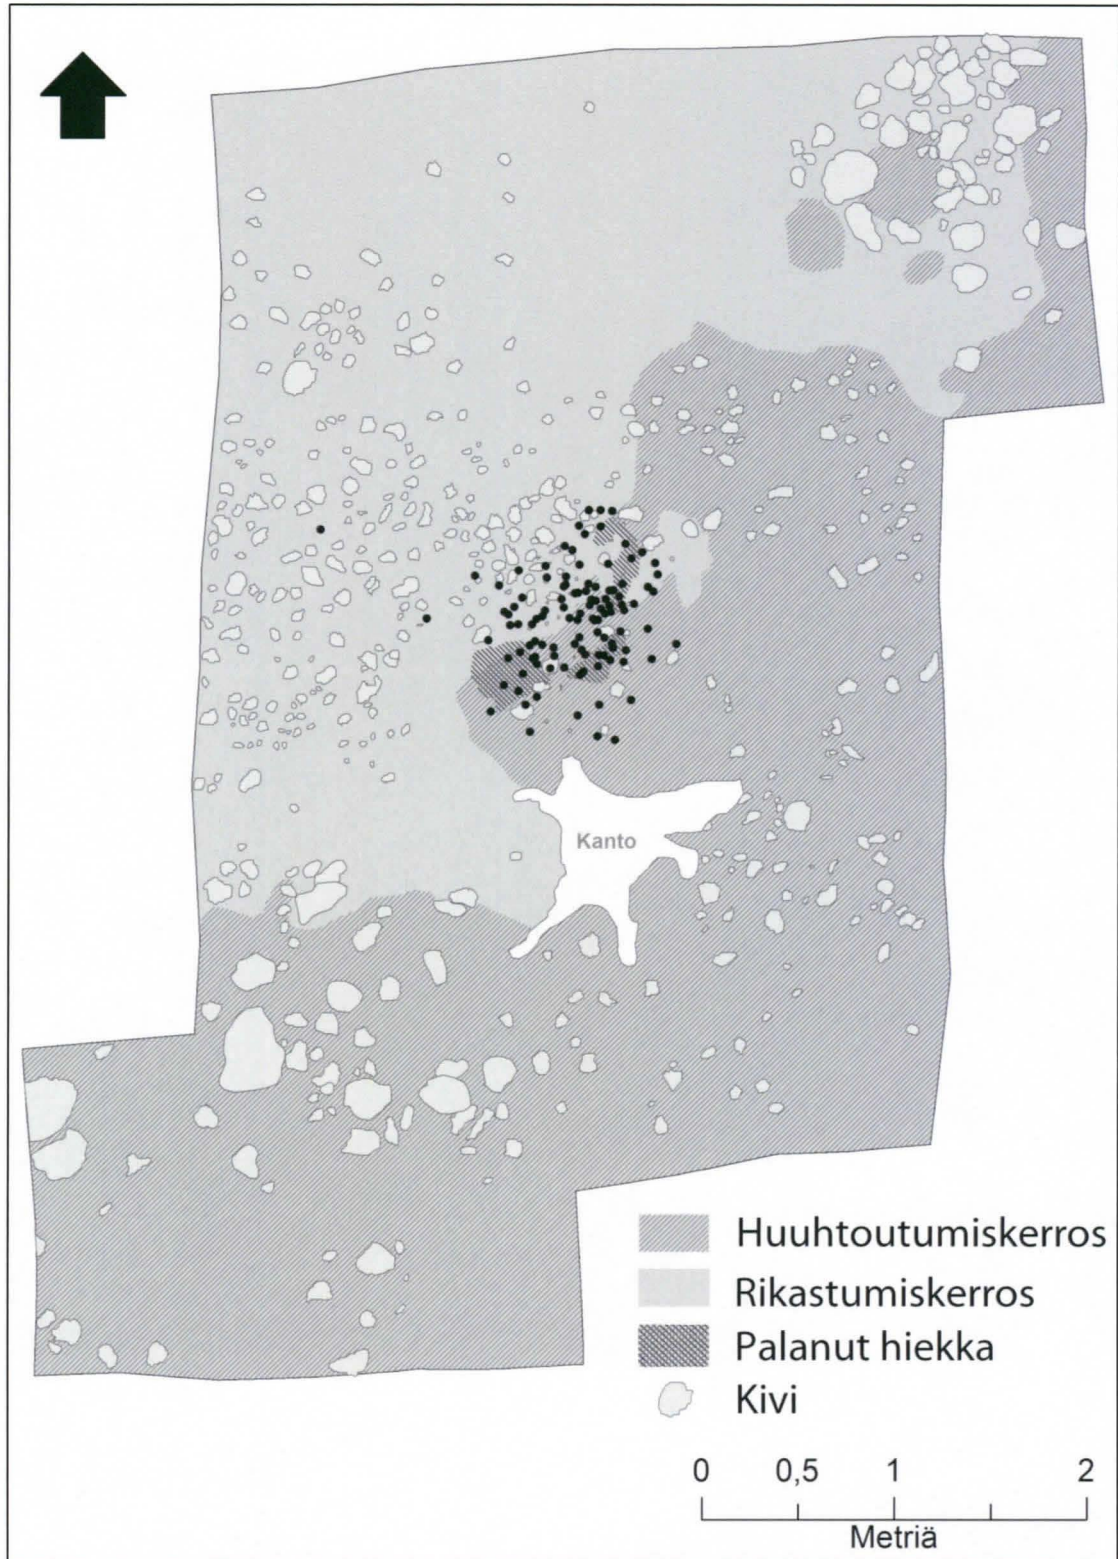 Kanto
Huuhtoutumiskerros
Rikastumiskerros
Palanut hiekka
Kivi
0 0,5 1 2
Metriä